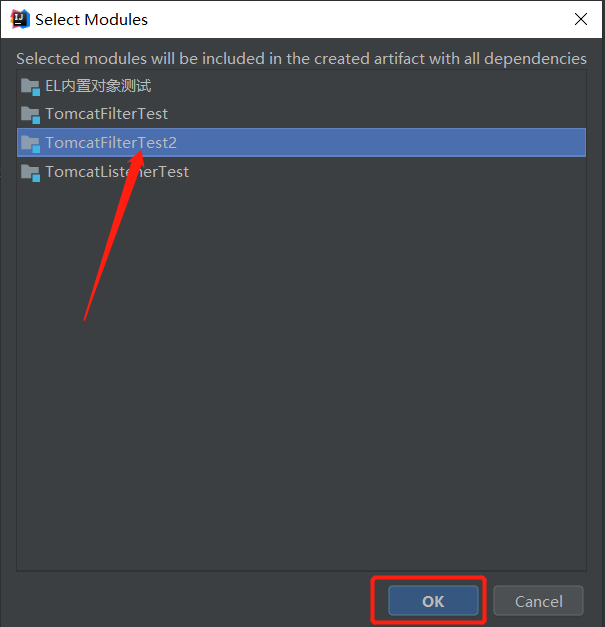 Select Modules
Selected modules will be included in the created artifact with all dependencies
EL内置对象测试
TomcatFilterTest
TomcatFilterTest2
TomcatListenerTest
OK
Cancel